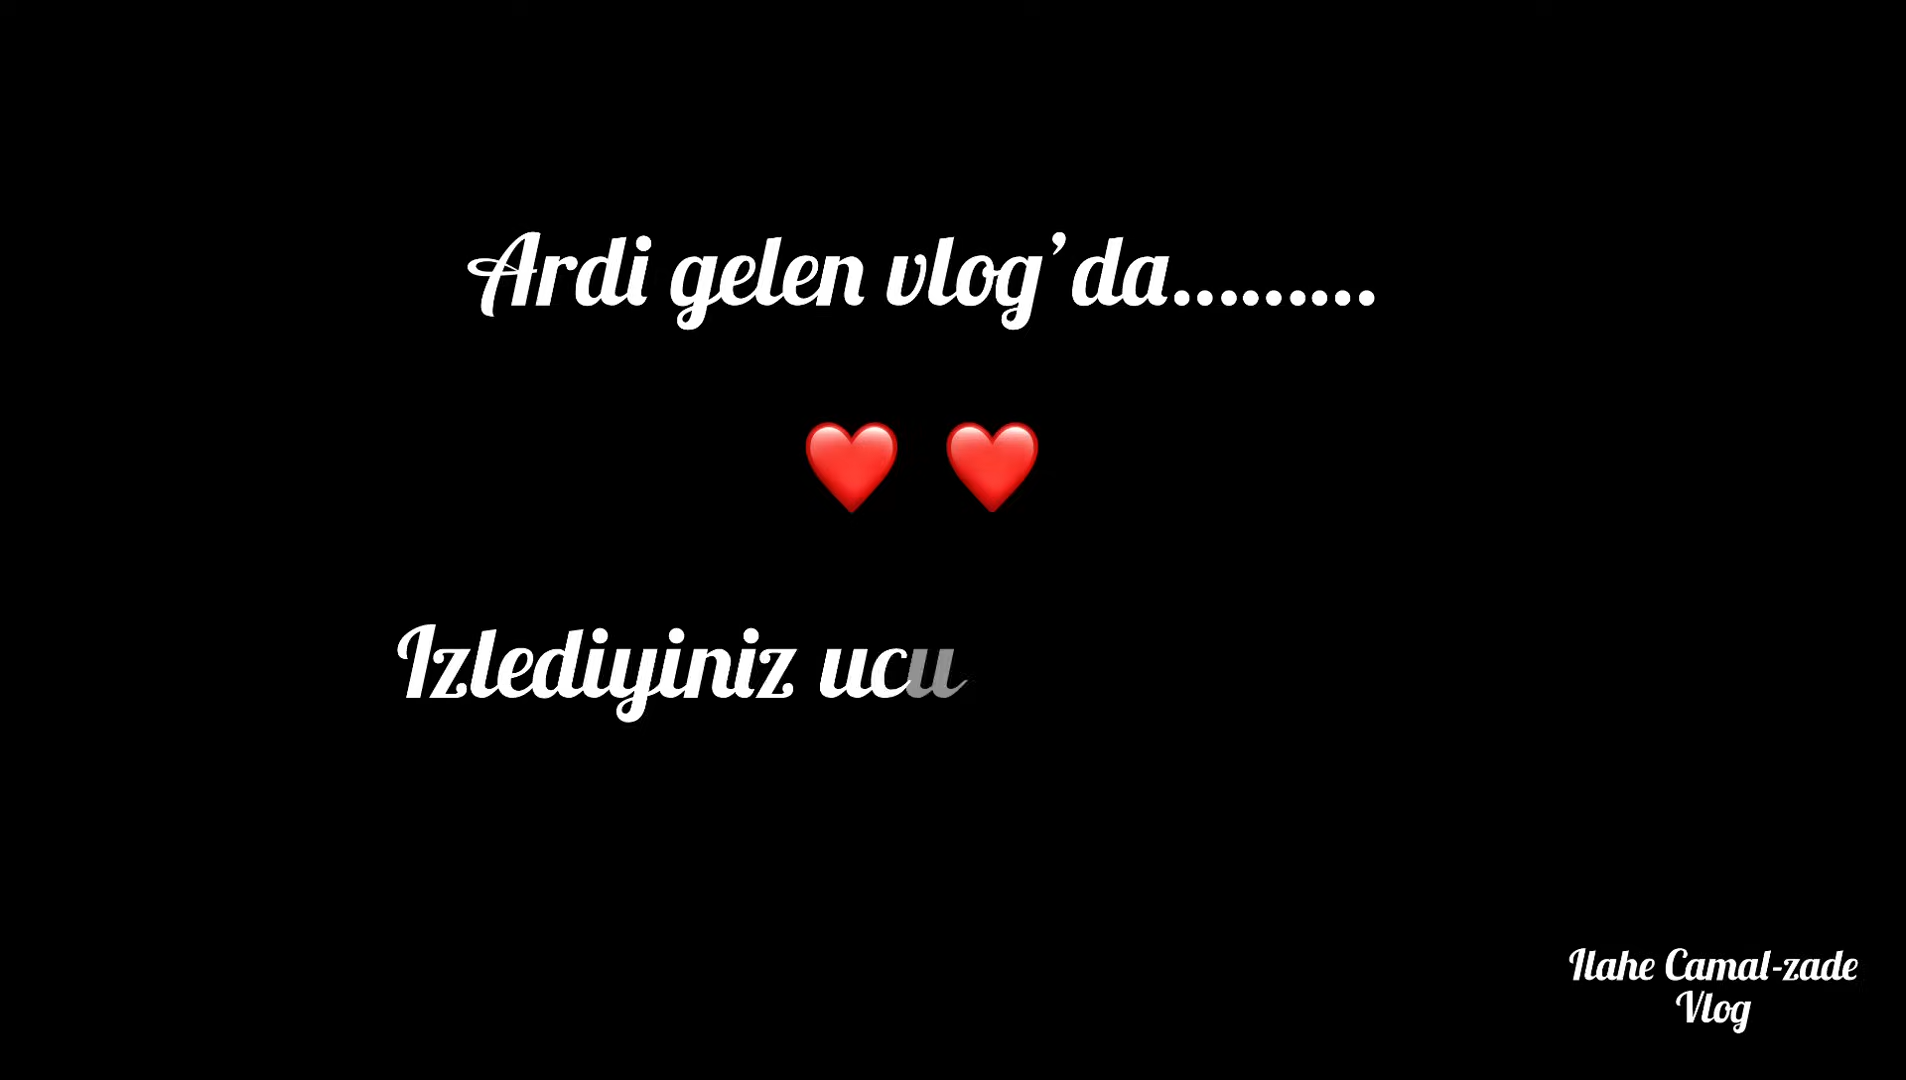 Ardi gelen vlog’da.........
❤️ ❤️
Izlediyiniz ucu
Ilahe Camal-zade
Vlog